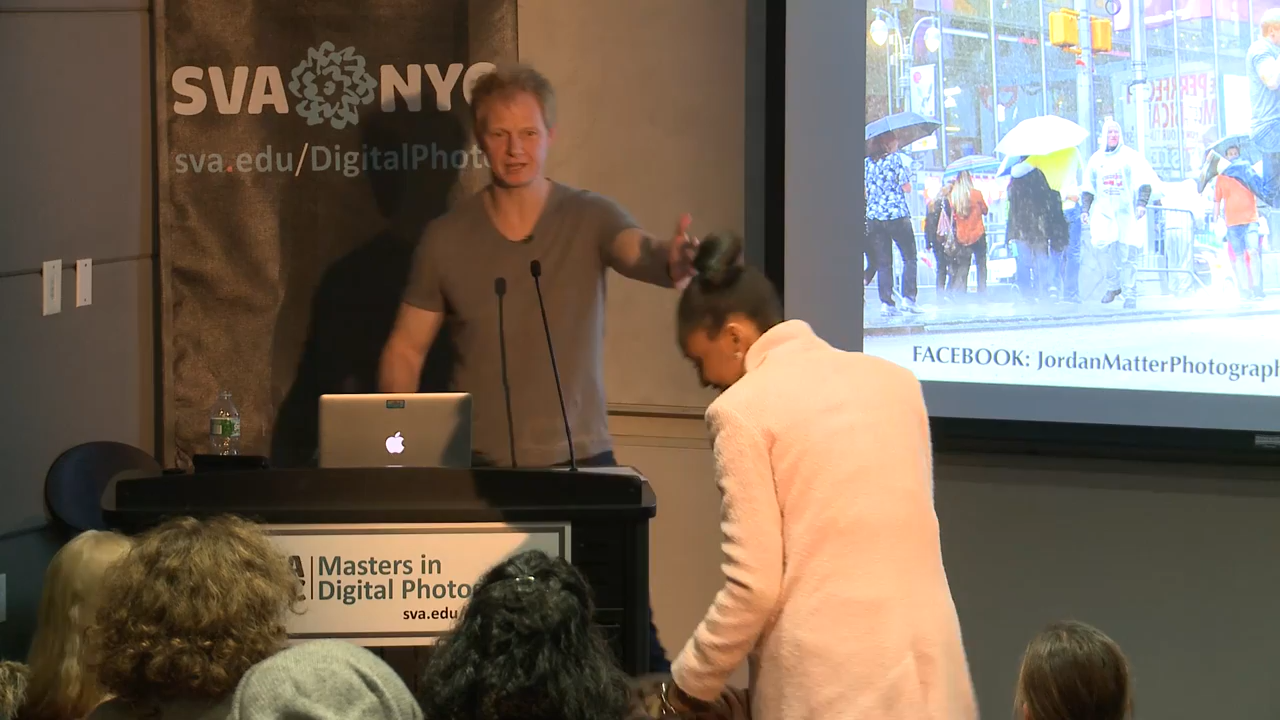 SVA NYC
sva.edu/DigitalPhoto
Masters in
Digital Photo
sva.edu
FACEBOOK: JordanMatterPhotograph